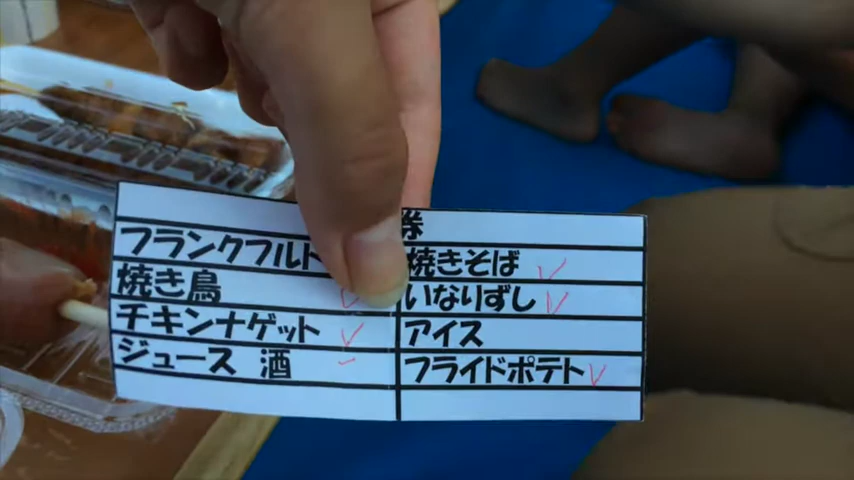 券
フランクフルト 焼きそば
焼き鳥 いなりずし
チキンナゲット アイス
ジュース 酒 フライドポテト